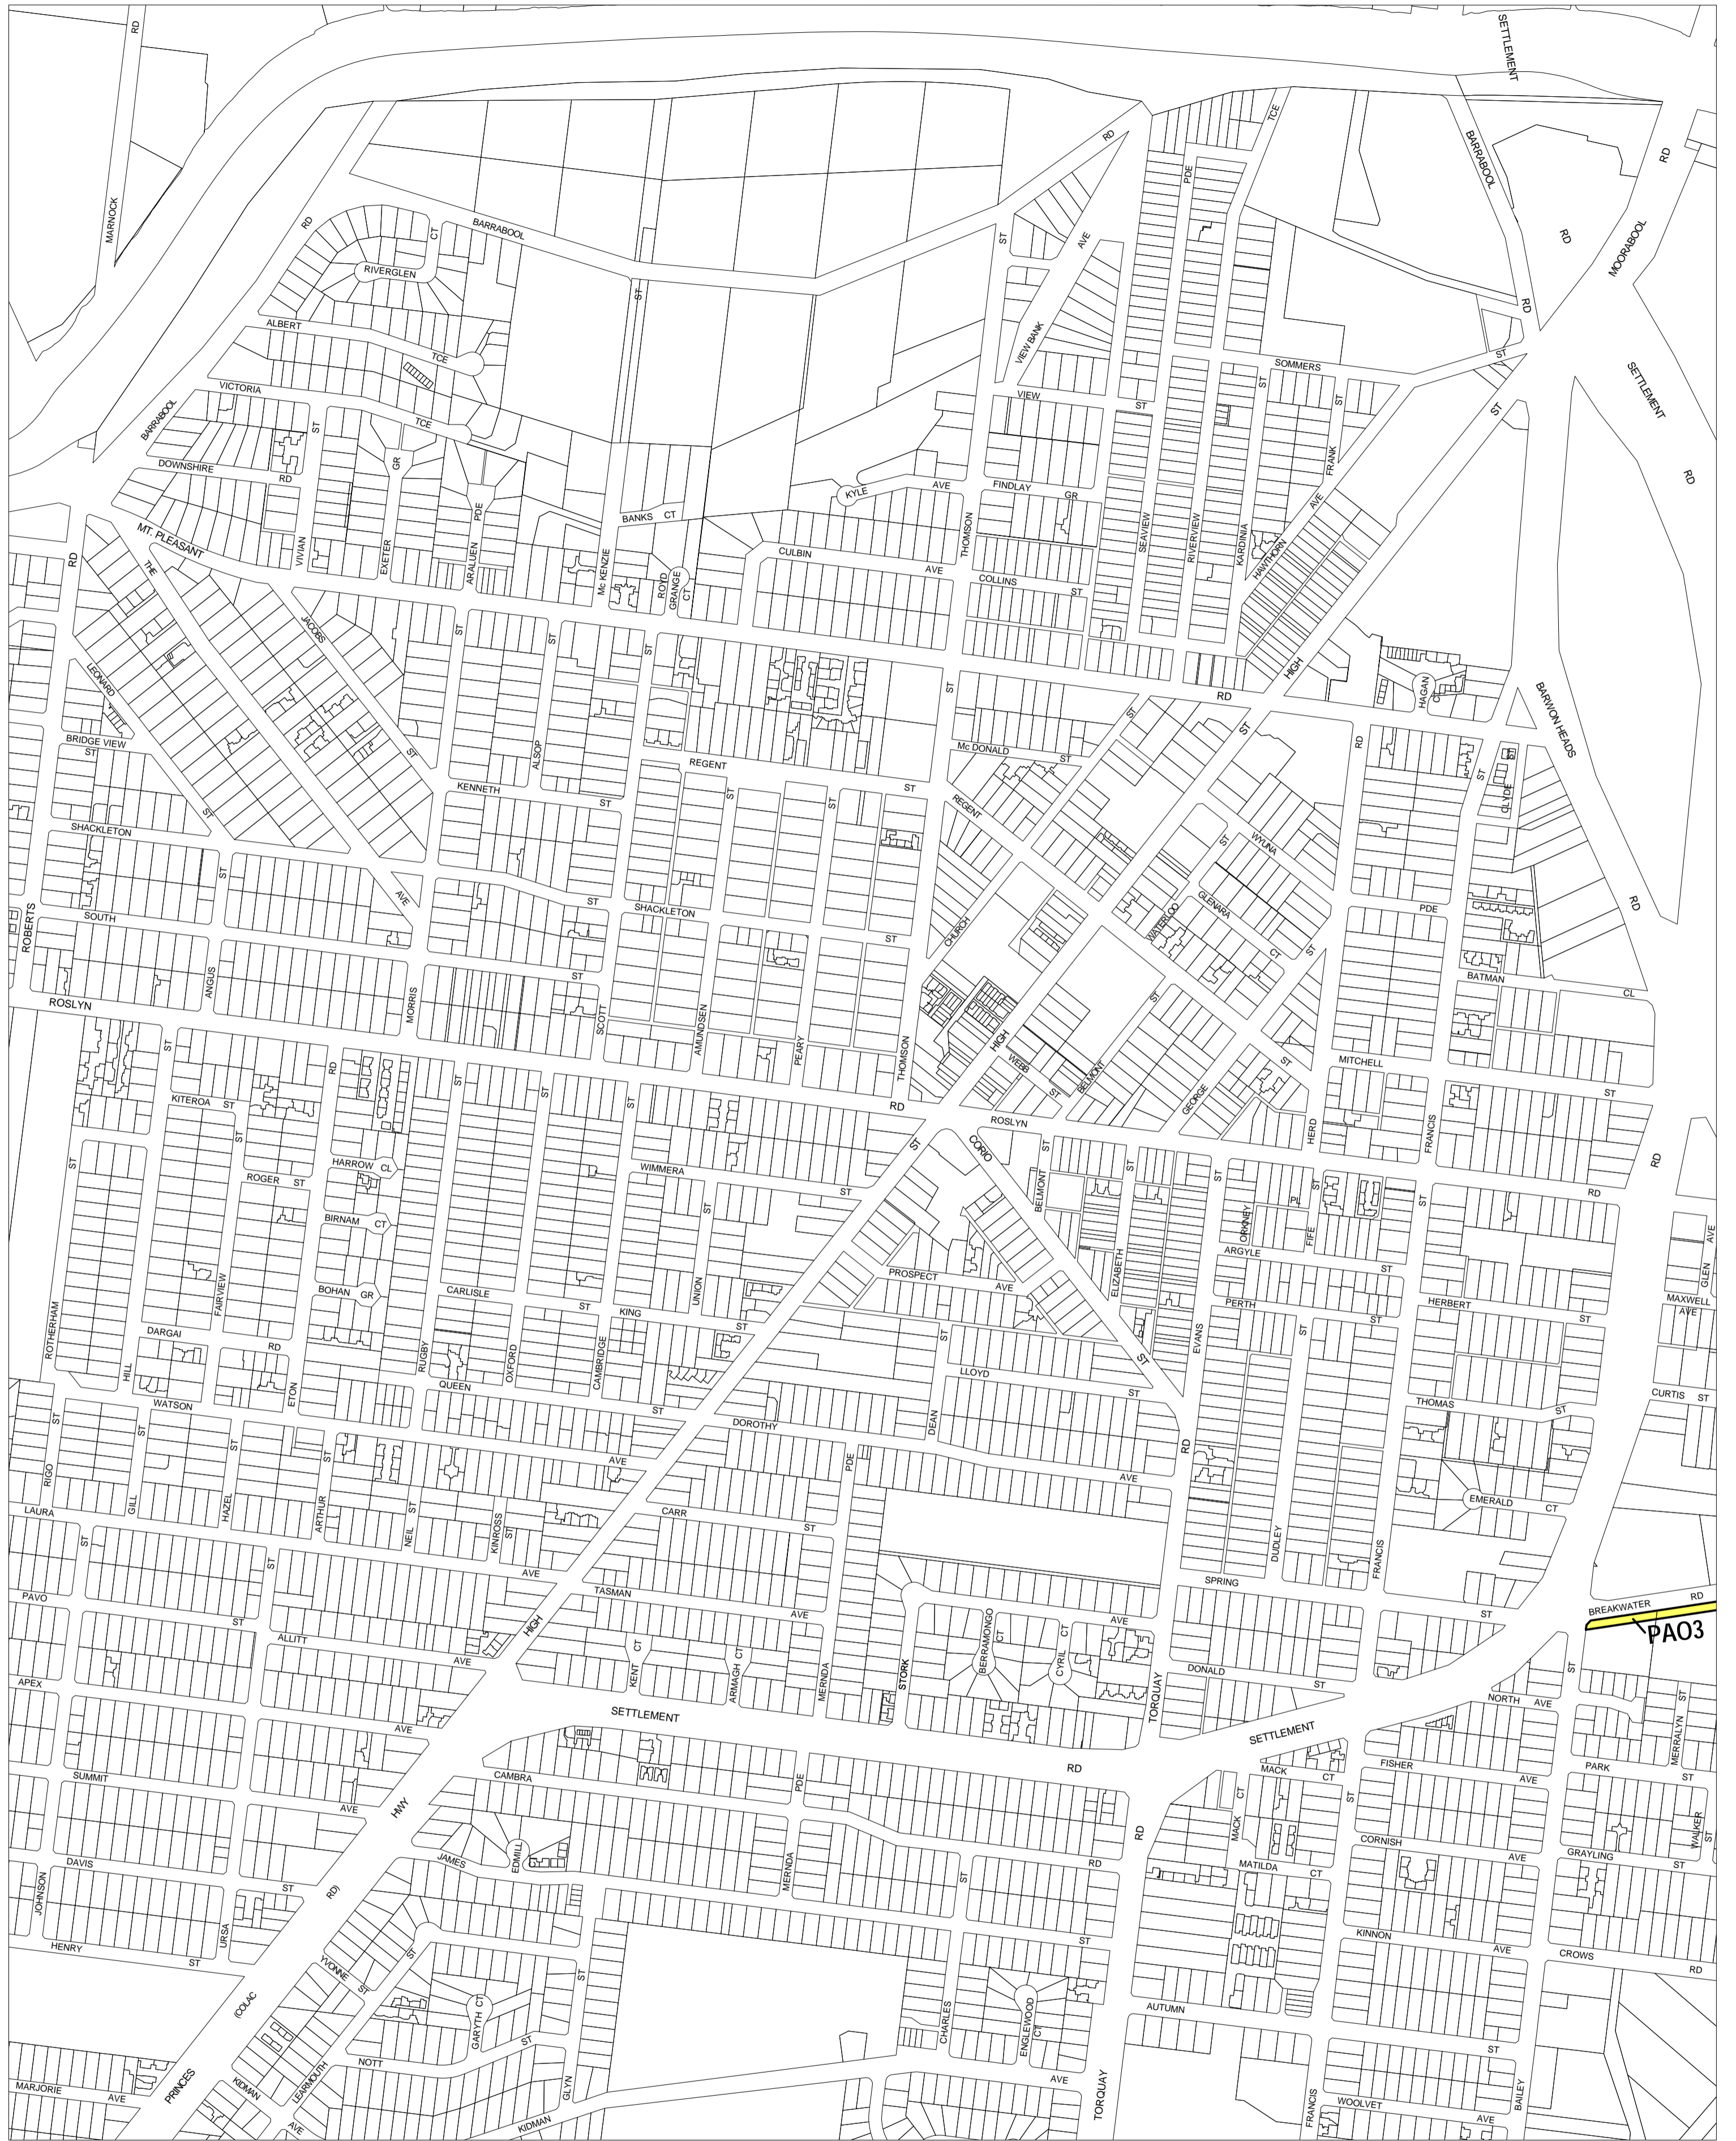 RD
SETTLEMENT
MARNOCK
RD
TCE
BARRABOOL
RD
PDE
RD
BARRABOOL
CT
RIVERGLEN
ST
AVE
RD
MOORABOOL
ST
RD
ALBERT
TCE
VIEW BANK
SOMMERS
ST
SETTLEMENT
VICTORIA
TCE
BARRABOOL
ST
VIEW
ST
ST
ST
ST
DOWNSHIRE
RD
GR
KYLE
AVE
FINDLAY
GR
FRANK
RD
PDE
BANKS CT
AVE
MT. PLEASANT
RD
THE
VIVIAN
EXETER
ARALUEN
Mc KENZIE
ROYD
GRANGE
CT
CULBIN
AVE
THOMSON
COLLINS
ST
SEAVIEW
RIVERVIEW
KARDINIA
HAWTHORN
JACOBS
ST
ST
ST
LEONARD
ST
RD
HIGH
HAGAN
CT
BARWON HEADS
BRIDGE VIEW
ST
ST
ALSOP
REGENT
ST
Mc DONALD
ST
ST
ST
RD
ST
ST
CLYDE
KENNETH
ST
ST
ST
REGENT
SHACKLETON
ST
ST
WYUNA
ST
AVE
ST
SHACKLETON
ST
GLENARA
CT
WATERLOO
PDE
RD
ROBERTS
SOUTH
ST
CHURCH
ST
BATMAN
CL
ROSLYN
ANGUS
MORRIS
SCOTT
AMUNDSEN
PEARY
THOMSON
HIGH
WEBB
ST
BELMONT
ST
GEORGE
ST
MITCHELL
ST
ST
RD
ST
ST
ST
KITEROA ST
RD
ROSLYN
HERD
FRANCIS
ST
ST
HARROW CL
WIMMERA
ST
ST
CORIO
ST
ST
ST
ST
ST
RD
RD
ROGER ST
BIRNAM CT
ST
BELMONT
ORKNEY
PL
FIFE
ARGYLE
ST
AVE
ROTHERHAM
FAIRVIEW
BOHAN GR
CARLISLE
ST
KING
ST
UNION
PROSPECT
AVE
ELIZABETH
PERTH
ST
HERBERT
ST
GLEN
MAXWELL
AVE
DARGAI
RD
HILL
ETON
RUGBY
OXFORD
CAMBRIDGE
ST
ST
EVANS
ST
LLOYD
ST
QUEEN
ST
WATSON
ST
ST
ST
ST
DOROTHY
AVE
DEAN
THOMAS
ST
CURTIS ST
RD
RIGO
GILL
HAZEL
ARTHUR
NEIL ST
KINROSS
ST
AVE
PDE
EMERALD
CT
LAURA
ST
ST
AVE
CARR
ST
DUDLEY
FRANCIS
PAVO
ST
TASMAN
AVE
AVE
SPRING
ST
BREAKWATER RD
PAO3
HIGH
ALLITT
AVE
KENT CT
ARMAGH CT
MERNDA
STORK
BERRAMONGO
CT
CYRIL CT
TORQUAY
DONALD
ST
ST
APEX
AVE
SETTLEMENT
RD
SETTLEMENT
NORTH
AVE
MERRALYN ST
SUMMIT
AVE
HWY
CAMBRA
PDE
MACK
CT
FISHER
AVE
PARK
ST
RD
MACK CT
ST
WALKER
ST
DAVIS
ST
RD)
JAMES
EDMILL
MERNDA
ST
RD
MATILDA
CT
CORNISH
AVE
GRAYLING
ST
JOHNSON
URSA
HENRY
ST
YVONNE
ST
ST
ST
ST
KINNON
AVE
CROWS
RD
(COLAC
GARYTH CT
ST
CHARLES
ENGLEWOOD
CT
AUTUMN
ST
NOTT
GLYN
AVE
LEARMOUTH
KIDMAN
AVE
PRINCES
MARJORIE
AVE
KIDMAN
TORQUAY
FRANCIS
WOOLVET
AVE
BAILEY